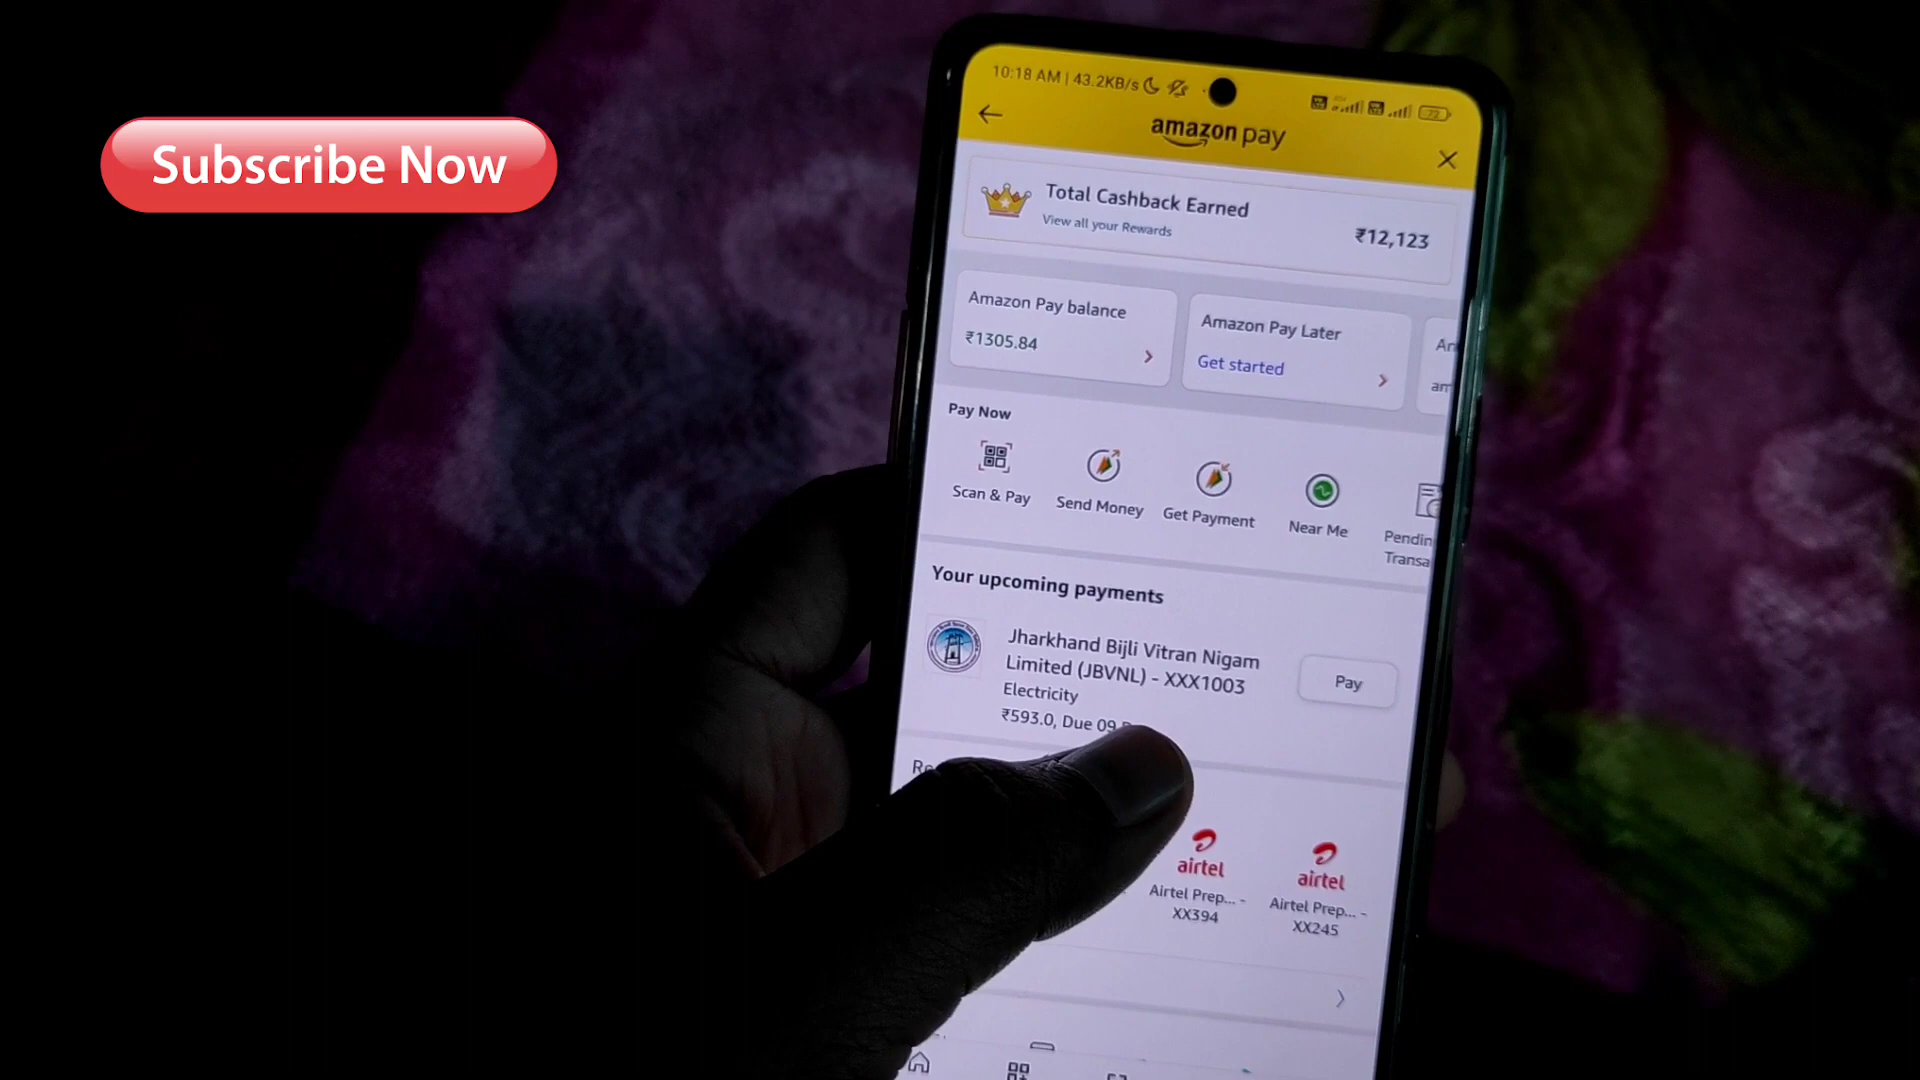 Subscribe Now
10:18 AM | 43.2KB/s
72
amazon pay
Total Cashback Earned
View all your Rewards
₹12,123
Amazon Pay balance
₹1305.84
Amazon Pay Later
Get started
Pay Now
Scan & Pay
Send Money
Get Payment
Near Me
Your upcoming payments
Jharkhand Bijli Vitran Nigam
Limited (JBVNL) - XXX1003
Electricity
₹593.0, Due 09
Pay
airtel
Airtel Prep... -
XX394
airtel
Airtel Prep... -
XX245